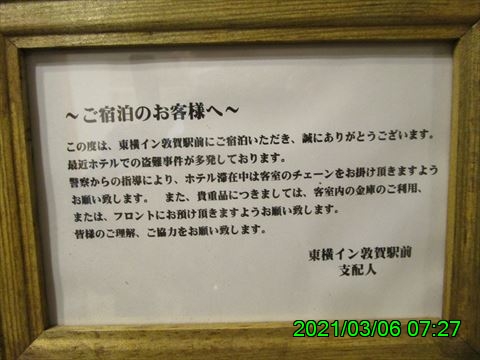 ～ご宿泊のお客様へ～
この度は、東横イン敦賀駅前にご宿泊いただき、誠にありがとうございます。
最近ホテルでの盗難事件が多発しております。
警察からの指導により、ホテル滞在中は客室のチェーンをお掛け頂きますよう
お願い致します。　また、貴重品につきましては、客室内の金庫のご利用、
または、フロントにお預け頂きますようお願い致します。
皆様のご理解、ご協力をお願い致します。
東横イン敦賀駅前
支配人
2021/03/06 07:27